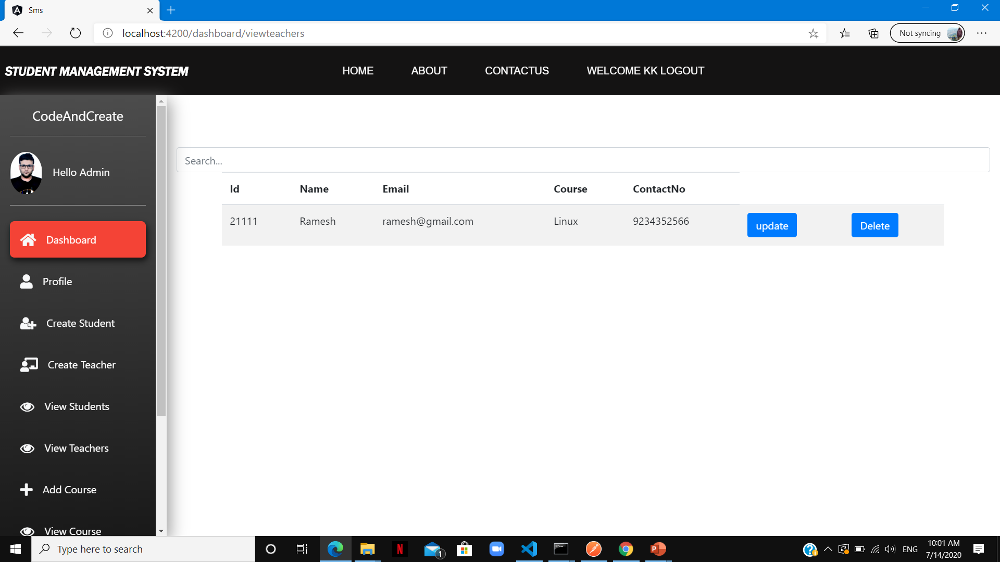 Sms
localhost:4200/dashboard/viewteachers
Not syncing
STUDENT MANAGEMENT SYSTEM
HOME ABOUT CONTACTUS WELCOME KK LOGOUT
CodeAndCreate
Hello Admin
Dashboard
Profile
Create Student
Create Teacher
View Students
View Teachers
Add Course
View Course
Search...
Id Name Email Course ContactNo
21111 Ramesh ramesh@gmail.com Linux 9234352566 update Delete
Type here to search
N
1
P
ENG
10:01 AM
7/14/2020